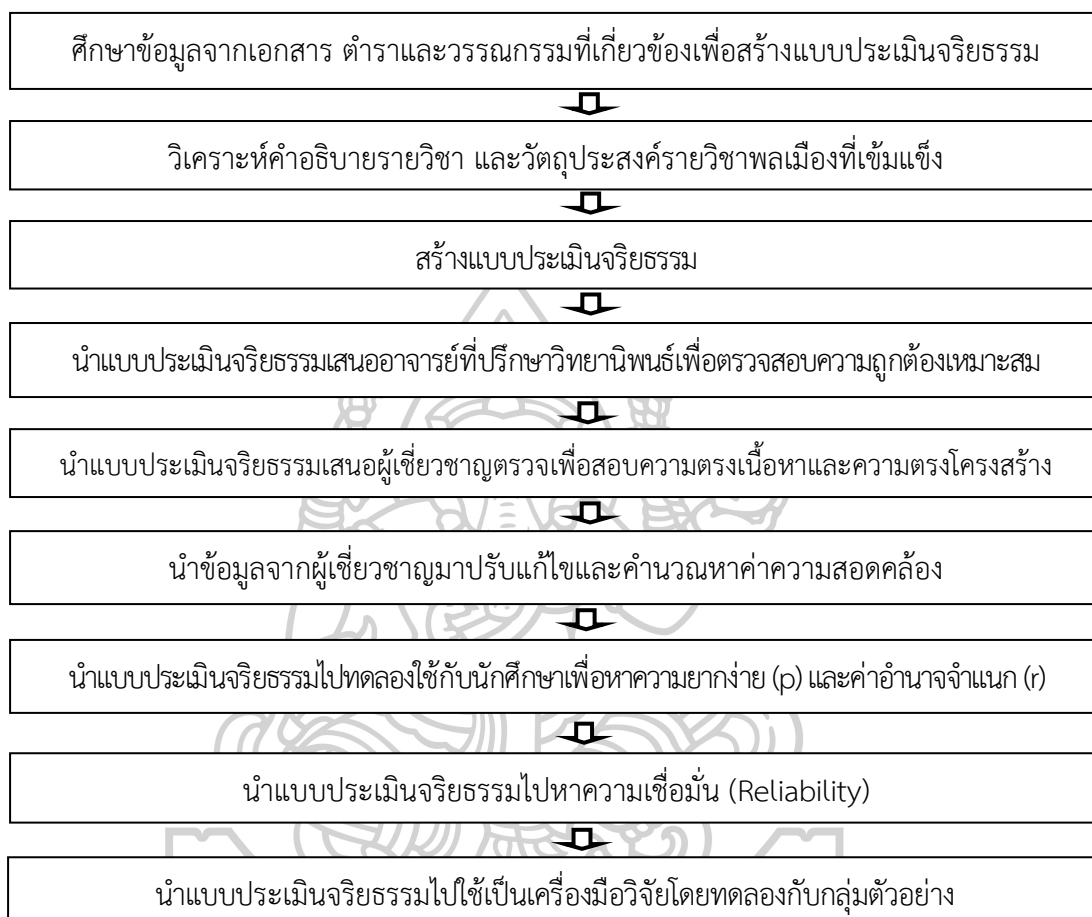 ศึกษาข้อมูลจากเอกสาร ตำราและวรรณกรรมที่เกี่ยวข้องเพื่อสร้างแบบประเมินจริยธรรม
วิเคราะห์คำอธิบายรายวิชา และวัตถุประสงค์รายวิชาพลเมืองที่เข้มแข็ง
สร้างแบบประเมินจริยธรรม
นำแบบประเมินจริยธรรมเสนออาจารย์ที่ปรึกษาวิทยานิพนธ์เพื่อตรวจสอบความถูกต้องเหมาะสม
นำแบบประเมินจริยธรรมเสนอผู้เชี่ยวชาญตรวจเพื่อสอบความตรงเนื้อหาและความตรงโครงสร้าง
นำข้อมูลจากผู้เชี่ยวชาญมาปรับแก้ไขและคำนวณหาค่าความสอดคล้อง
นำแบบประเมินจริยธรรมไปทดลองใช้กับนักศึกษาเพื่อหาความยากง่าย (p) และค่าอำนาจจำแนก (r)
นำแบบประเมินจริยธรรมไปหาความเชื่อมั่น (Reliability)
นำแบบประเมินจริยธรรมไปใช้เป็นเครื่องมือวิจัยโดยทดลองกับกลุ่มตัวอย่าง